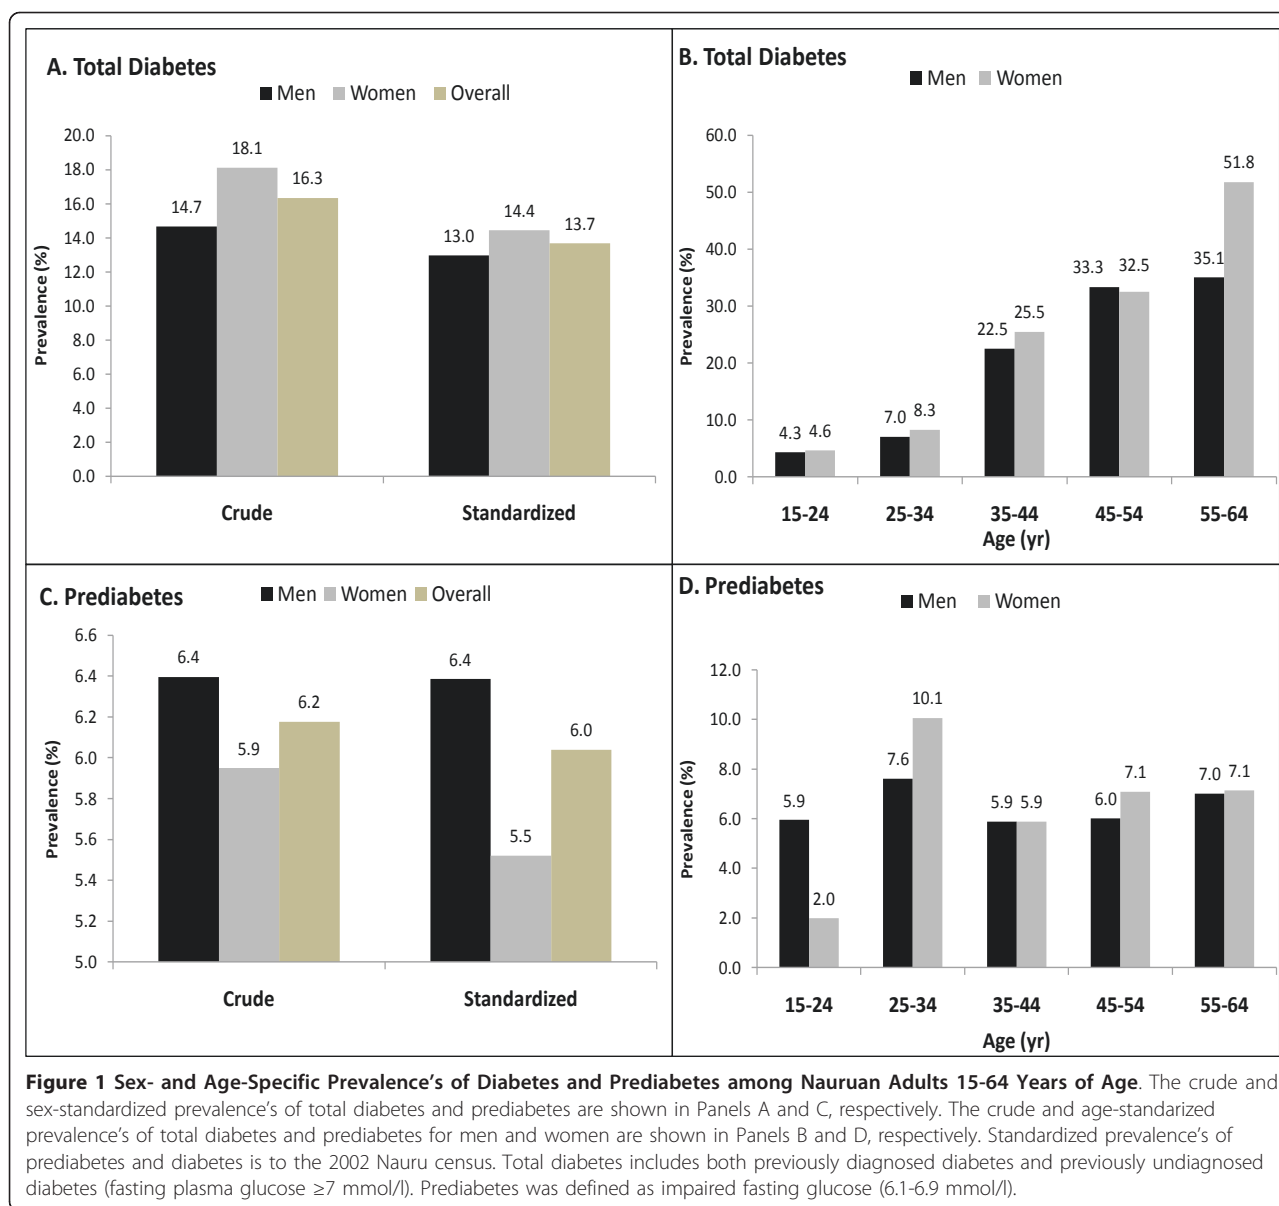 A. Total Diabetes
Men Women Overall
20.0
18.0
16.0
14.0
12.0
10.0
8.0
6.0
4.0
2.0
0.0
Prevalence (%)
14.7
18.1
16.3
13.0
14.4
13.7
Crude Standardized
B. Total Diabetes
Men Women
60.0
50.0
40.0
30.0
20.0
10.0
0.0
Prevalence (%)
4.3 4.6
7.0 8.3
22.5 25.5
33.3 32.5
35.1 51.8
15-24 25-34 35-44 45-54 55-64
Age (yr)
C. Prediabetes
Men Women Overall
6.6
6.4
6.2
6.0
5.8
5.6
5.4
5.2
5.0
Prevalence (%)
6.4
5.9
6.2
6.4
5.5
6.0
Crude Standardized
D. Prediabetes
Men Women
12.0
10.0
8.0
6.0
4.0
2.0
0.0
Prevalence (%)
5.9 2.0
7.6 10.1
5.9 5.9
6.0 7.1
7.0 7.1
15-24 25-34 35-44 45-54 55-64
Age (yr)
Figure 1 Sex- and Age-Specific Prevalence's of Diabetes and Prediabetes among Nauruan Adults 15-64 Years of Age. The crude and
sex-standardized prevalence's of total diabetes and prediabetes are shown in Panels A and C, respectively. The crude and age-standarized
prevalence's of total diabetes and prediabetes for men and women are shown in Panels B and D, respectively. Standardized prevalence's of
prediabetes and diabetes is to the 2002 Nauru census. Total diabetes includes both previously diagnosed diabetes and previously undiagnosed
diabetes (fasting plasma glucose ≥7 mmol/l). Prediabetes was defined as impaired fasting glucose (6.1-6.9 mmol/l).